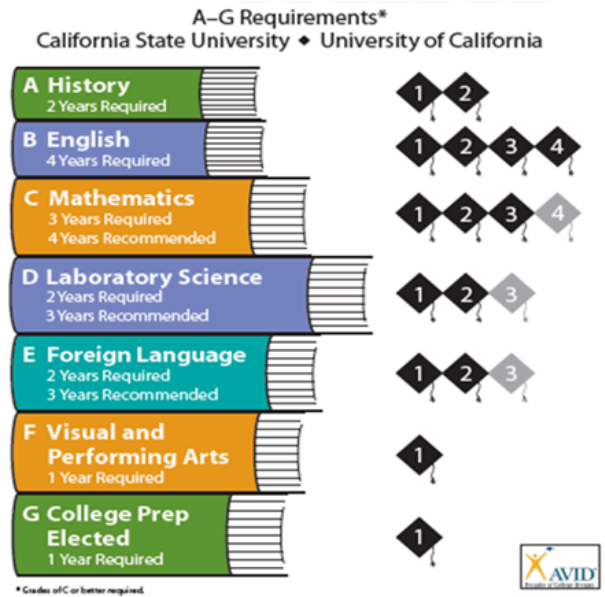 A–G Requirements*
California State University ◆ University of California
A History
2 Years Required
1 2
B English
4 Years Required
1 2 3 4
C Mathematics
3 Years Required
4 Years Recommended
1 2 3 4
D Laboratory Science
2 Years Required
3 Years Recommended
1 2 3
E Foreign Language
2 Years Required
3 Years Recommended
1 2 3
F Visual and
Performing Arts
1 Year Required
1
G College Prep
Elected
1 Year Required
1
* Grades of C or better required.
AVID